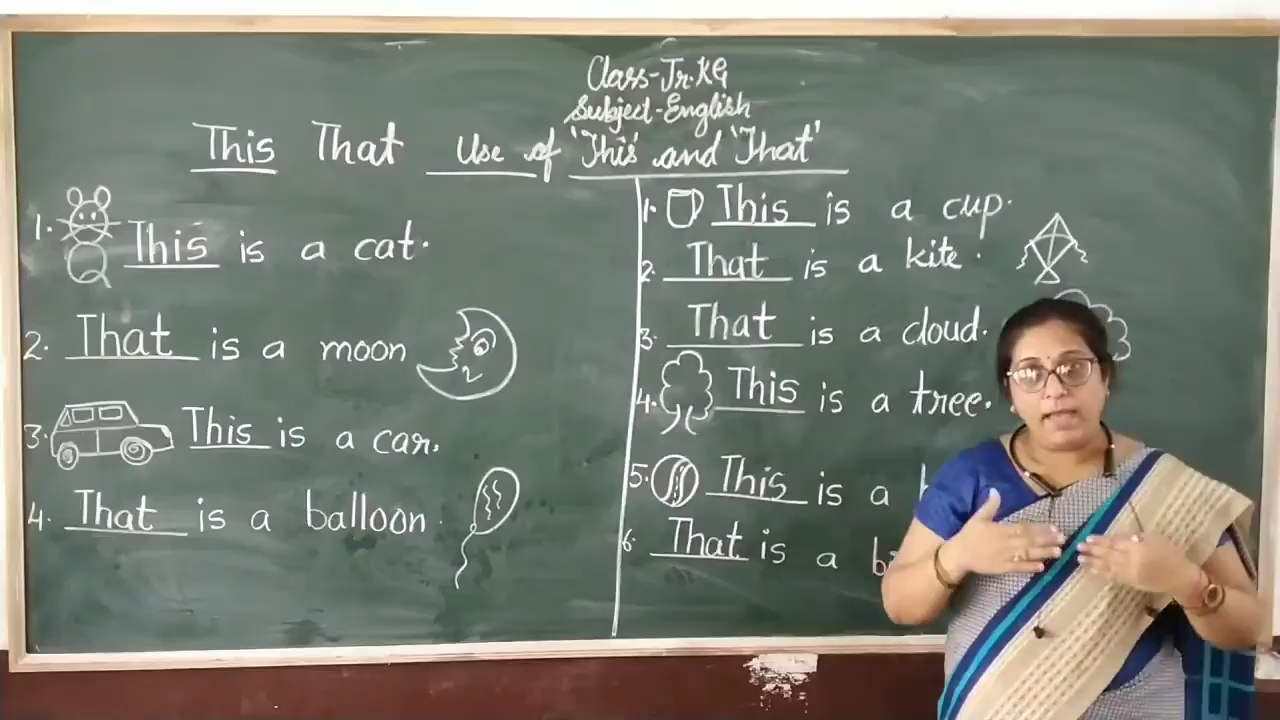 Class-Jr.KG
Subject-English
This That Use of 'This' and 'That'
1. This is a cat.
2. That is a moon
3. This is a car.
4. That is a balloon.
1. This is a cup.
2. That is a kite.
3. That is a cloud.
4. This is a tree.
5. This is a
6. That is a